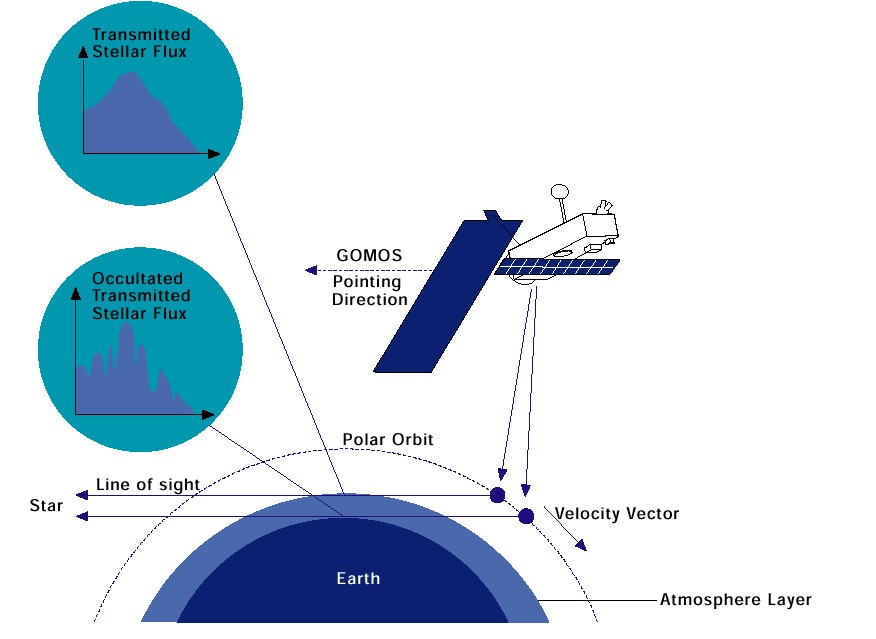 Transmitted
Stellar Flux
GOMOS
Pointing
Direction
Occultated
Transmitted
Stellar Flux
Polar Orbit
Line of sight
Star
Velocity Vector
Earth
Atmosphere Layer